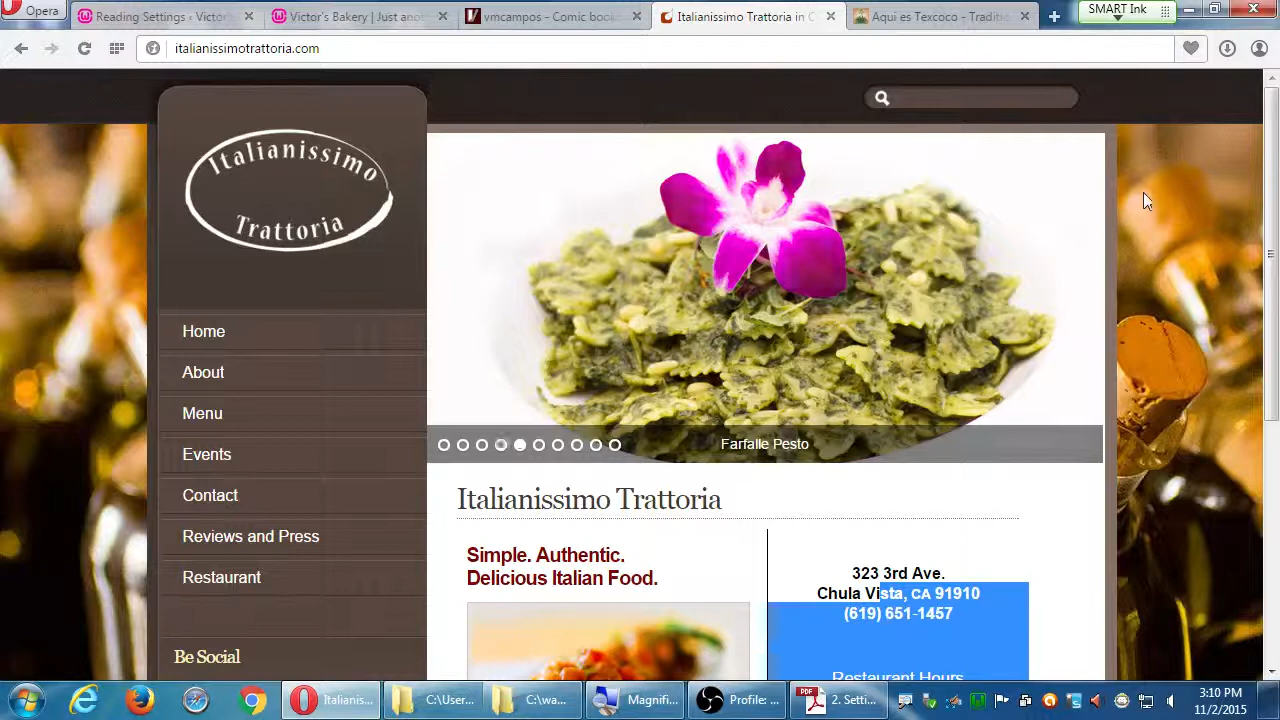 Opera
Reading Settings ‹ Victor
Victor's Bakery | Just anot
vmcampos - Comic book
Italianissimo Trattoria in C
Aqui es Texcoco - Traditio
SMART Ink
italianissimotrattoria.com
Italianissimo
Trattoria
Home
About
Menu
Events
Contact
Reviews and Press
Restaurant
Be Social
Farfalle Pesto
Italianissimo Trattoria
Simple. Authentic.
Delicious Italian Food.
323 3rd Ave.
Chula Vista, CA 91910
(619) 651-1457
Restaurant Hours
Italianis...
C:\User...
C:\wa...
Magnifi...
Profile: ...
PDF
2. Setti...
3:10 PM
11/2/2015